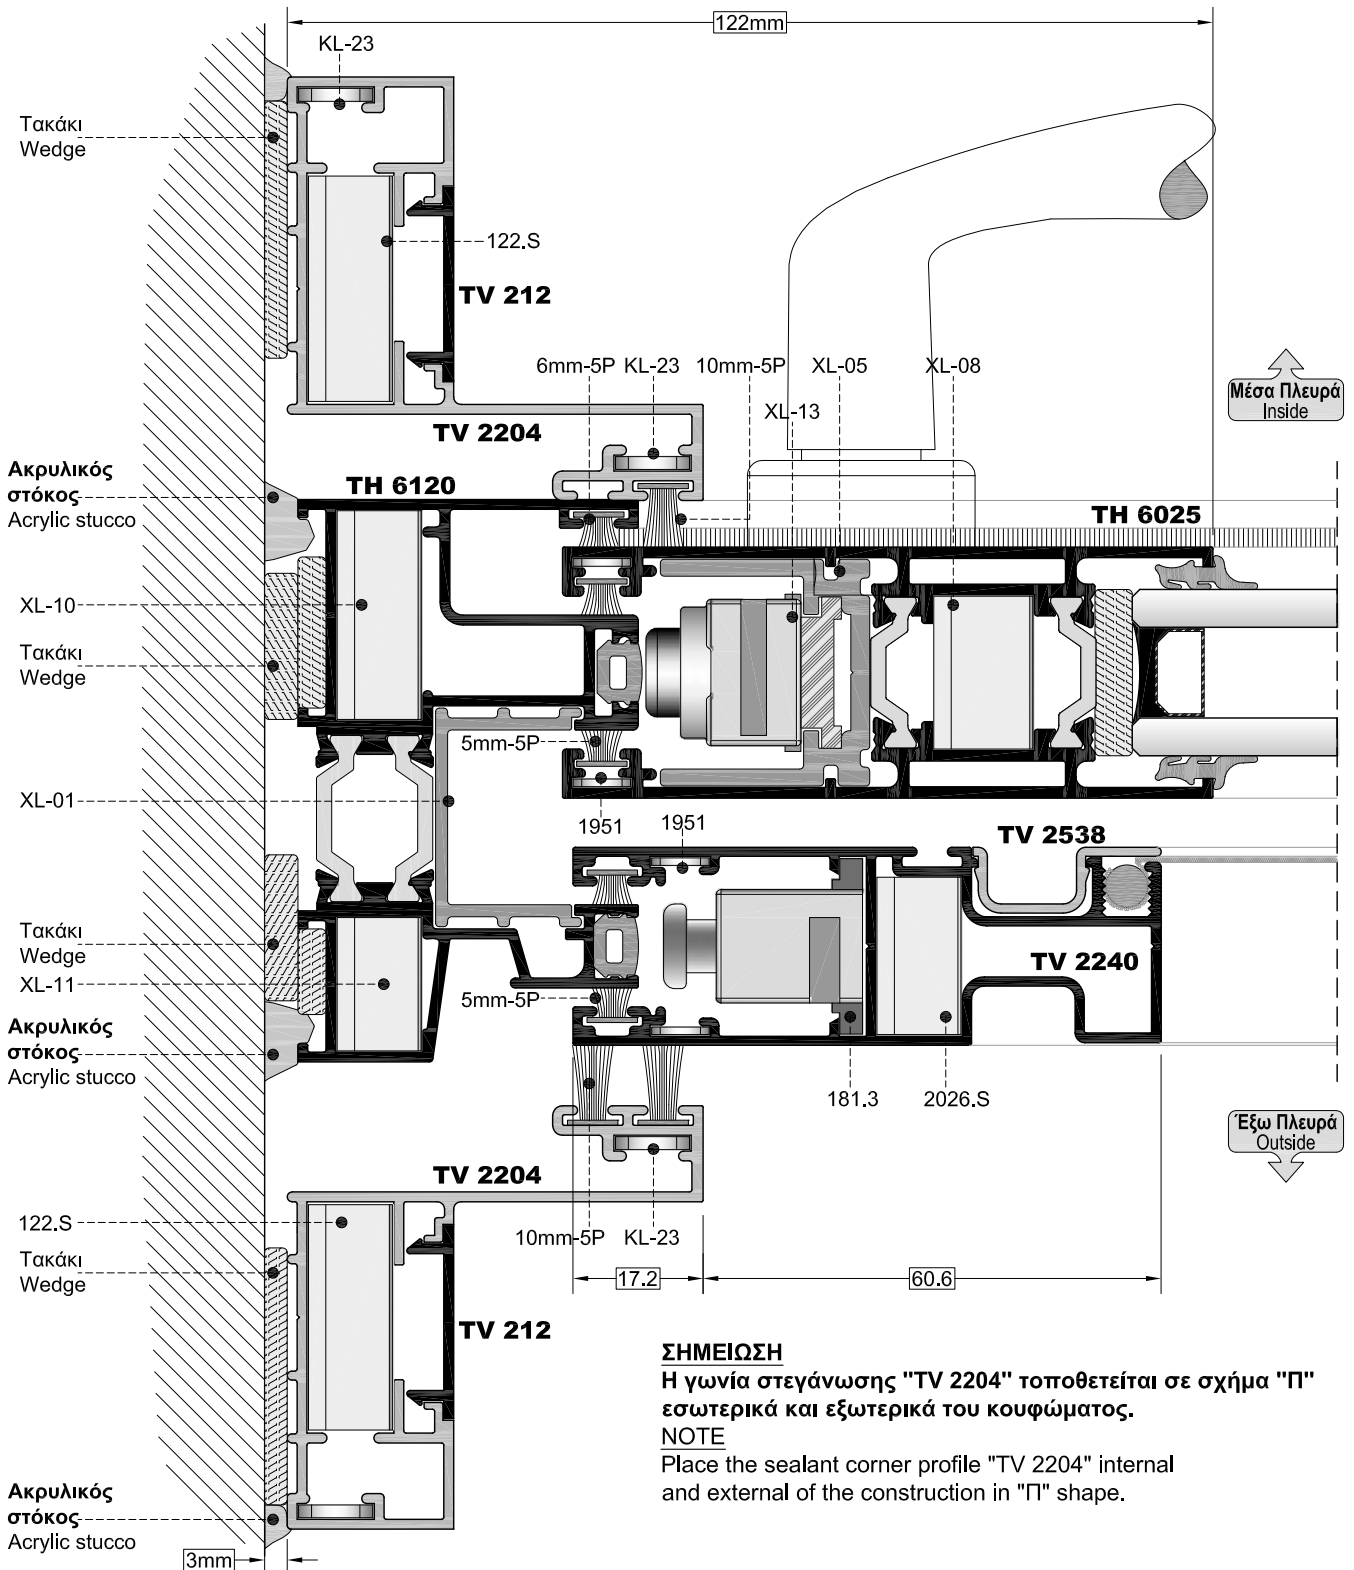 122mm
KL-23
Τακάκι
Wedge
122.S
TV 212
6mm-5P
KL-23
10mm-5P
XL-05
XL-08
XL-13
Μέσα Πλευρά
Inside
TV 2204
Ακρυλικός
στόκος
Acrylic stucco
TH 6120
TH 6025
XL-10
Τακάκι
Wedge
5mm-5P
XL-01
1951
1951
TV 2538
Τακάκι
Wedge
TV 2240
XL-11
5mm-5P
Ακρυλικός
στόκος
Acrylic stucco
181.3
2026.S
Έξω Πλευρά
Outside
TV 2204
122.S
10mm-5P
KL-23
Τακάκι
Wedge
17.2
60.6
TV 212
ΣΗΜΕΙΩΣΗ
Η γωνία στεγάνωσης "TV 2204" τοποθετείται σε σχήμα "Π"
εσωτερικά και εξωτερικά του κουφώματος.
NOTE
Place the sealant corner profile "TV 2204" internal
and external of the construction in "Π" shape.
Ακρυλικός
στόκος
Acrylic stucco
3mm